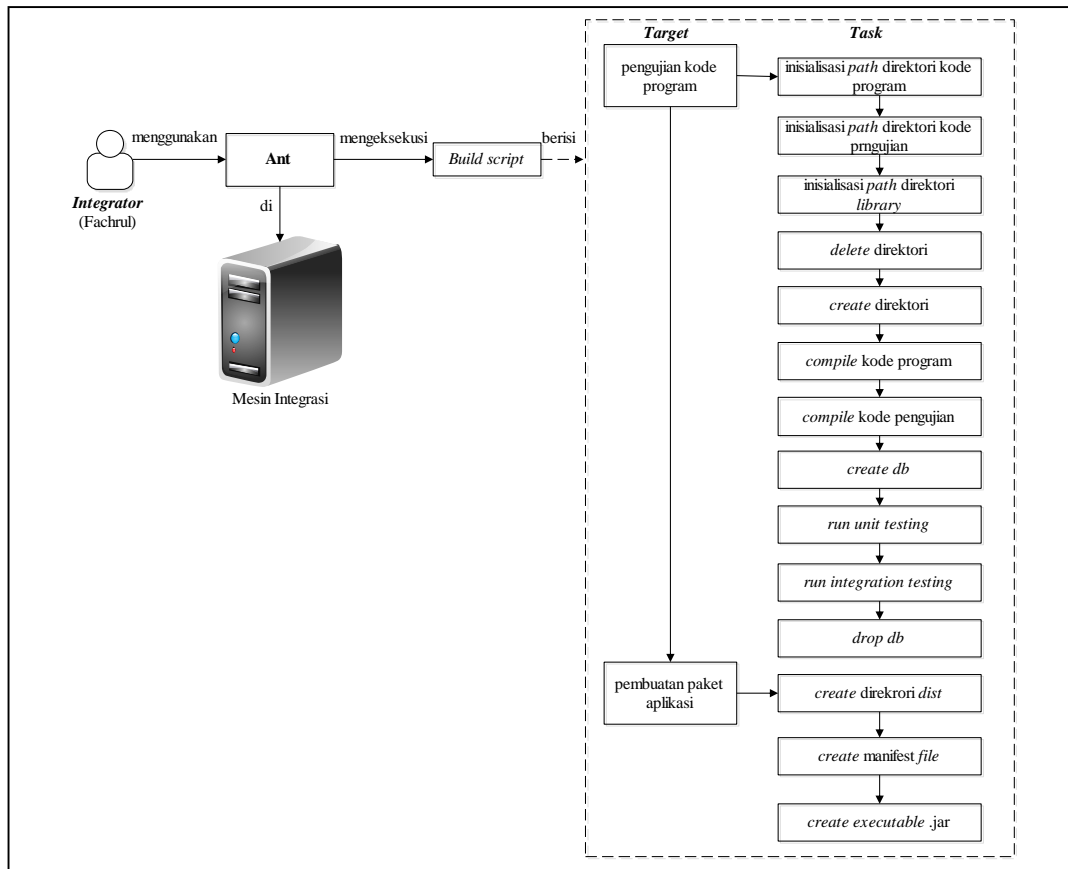 Target
Task
pengujian kode
program
inisialisasi path direktori kode
program
inisialisasi path direktori kode
prngujian
inisialisasi path direktori
library
delete direktori
create direktori
compile kode program
compile kode pengujian
create db
run unit testing
run integration testing
drop db
pembuatan paket
aplikasi
create direkrori dist
create manifest file
create executable .jar
menggunakan
Ant
mengeksekusi
Build script
berisi
Integrator
(Fachrul)
di
Mesin Integrasi